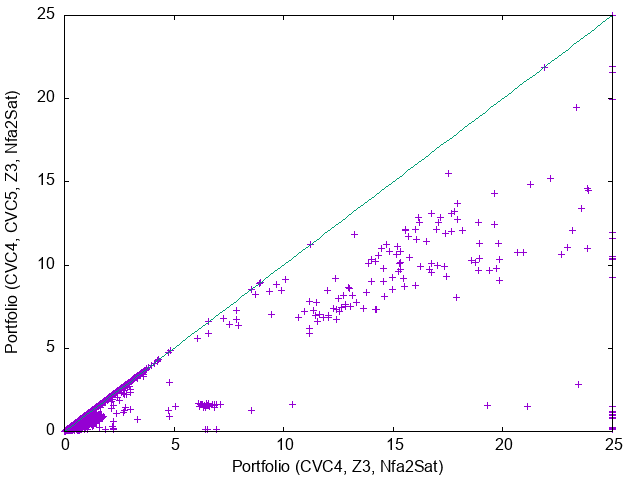 25
20
15
10
5
0
Portfolio (CVC4, CVC5, Z3, Nfa2Sat)
0 5 10 15 20 25
Portfolio (CVC4, Z3, Nfa2Sat)